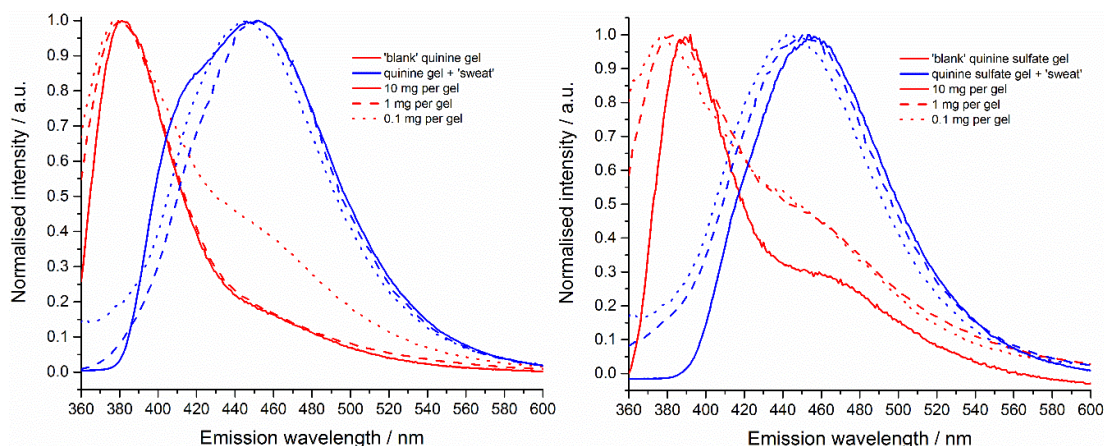 1.0
0.9
0.8
0.7
0.6
0.5
0.4
0.3
0.2
0.1
0.0
Normalised intensity / a.u.
'blank' quinine gel
quinine gel + 'sweat'
10 mg per gel
1 mg per gel
0.1 mg per gel
360 380 400 420 440 460 480 500 520 540 560 580 600
Emission wavelength / nm
1.0
0.9
0.8
0.7
0.6
0.5
0.4
0.3
0.2
0.1
0.0
Normalised intensity / a.u.
'blank' quinine sulfate gel
quinine sulfate gel + 'sweat'
10 mg per gel
1 mg per gel
0.1 mg per gel
360 380 400 420 440 460 480 500 520 540 560 580 600
Emission wavelength / nm